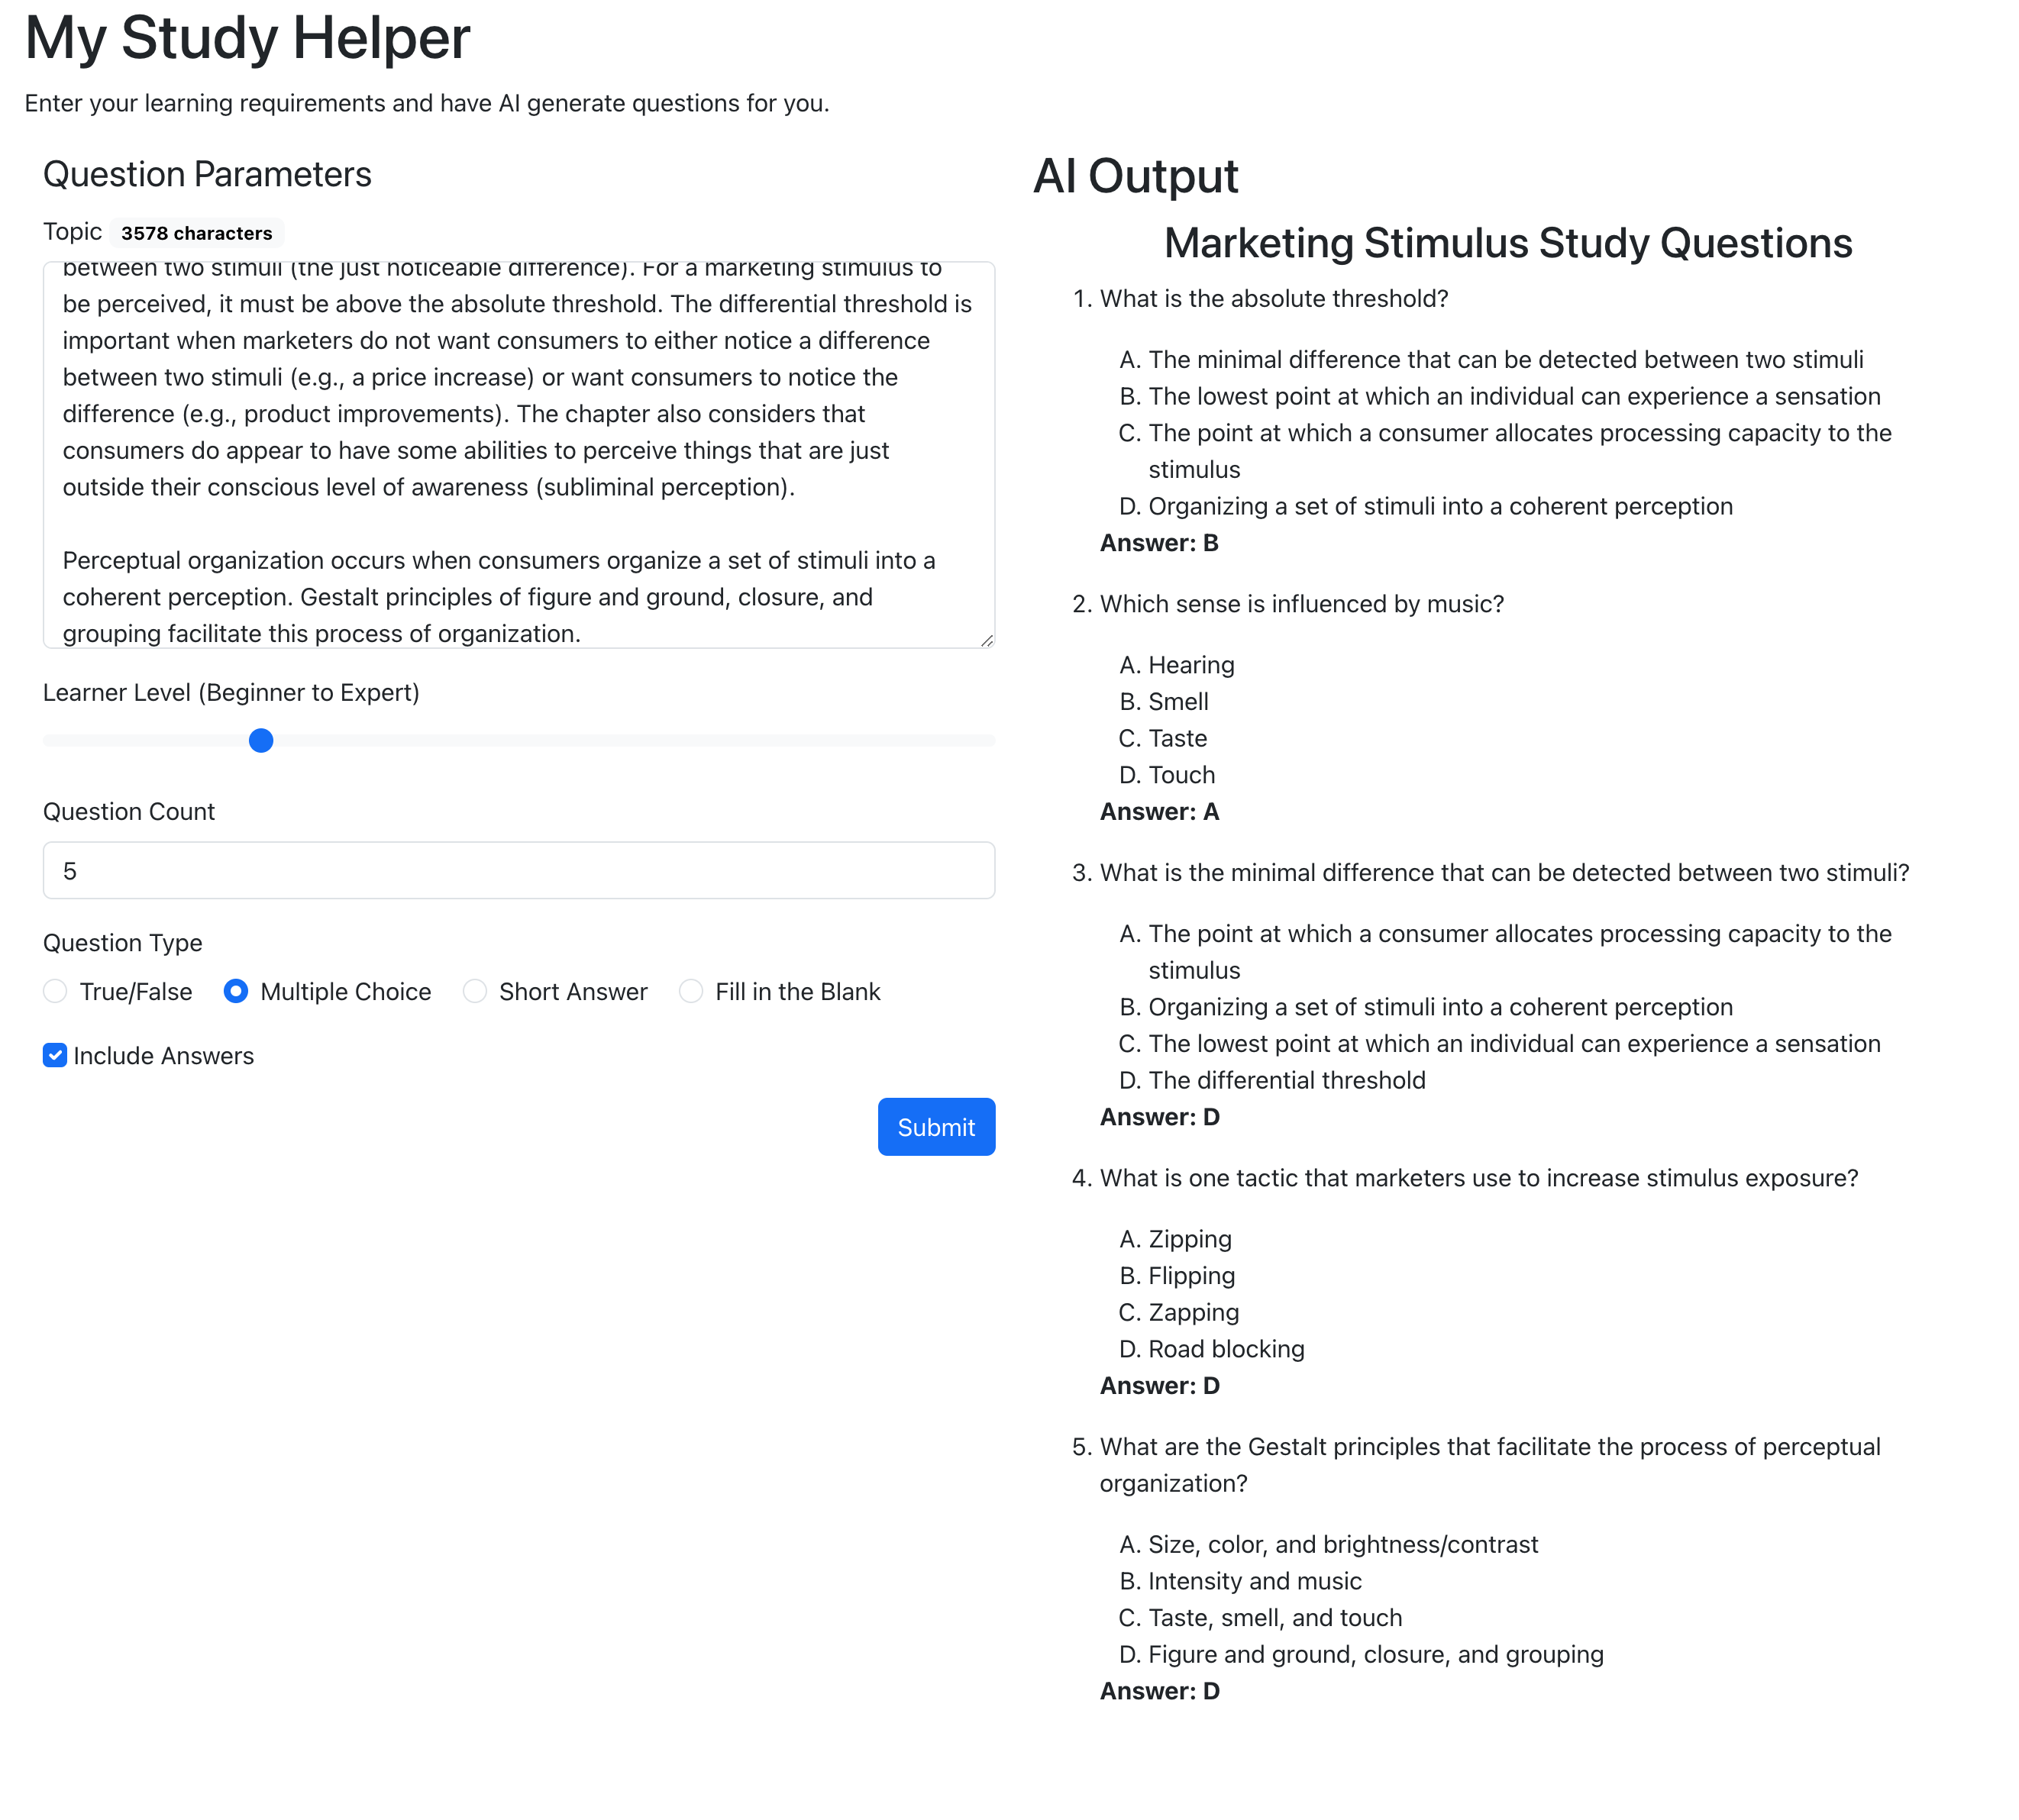 My Study Helper
Enter your learning requirements and have AI generate questions for you.
Question Parameters
Topic 3578 characters
between two stimuli (the just noticeable difference). For a marketing stimulus to
be perceived, it must be above the absolute threshold. The differential threshold is
important when marketers do not want consumers to either notice a difference
between two stimuli (e.g., a price increase) or want consumers to notice the
difference (e.g., product improvements). The chapter also considers that
consumers do appear to have some abilities to perceive things that are just
outside their conscious level of awareness (subliminal perception).
Perceptual organization occurs when consumers organize a set of stimuli into a
coherent perception. Gestalt principles of figure and ground, closure, and
grouping facilitate this process of organization.
Learner Level (Beginner to Expert)
Question Count
5
Question Type
True/False Multiple Choice Short Answer Fill in the Blank
Include Answers
Submit
AI Output
Marketing Stimulus Study Questions
1. What is the absolute threshold?
A. The minimal difference that can be detected between two stimuli
B. The lowest point at which an individual can experience a sensation
C. The point at which a consumer allocates processing capacity to the
stimulus
D. Organizing a set of stimuli into a coherent perception
Answer: B
2. Which sense is influenced by music?
A. Hearing
B. Smell
C. Taste
D. Touch
Answer: A
3. What is the minimal difference that can be detected between two stimuli?
A. The point at which a consumer allocates processing capacity to the
stimulus
B. Organizing a set of stimuli into a coherent perception
C. The lowest point at which an individual can experience a sensation
D. The differential threshold
Answer: D
4. What is one tactic that marketers use to increase stimulus exposure?
A. Zipping
B. Flipping
C. Zapping
D. Road blocking
Answer: D
5. What are the Gestalt principles that facilitate the process of perceptual
organization?
A. Size, color, and brightness/contrast
B. Intensity and music
C. Taste, smell, and touch
D. Figure and ground, closure, and grouping
Answer: D